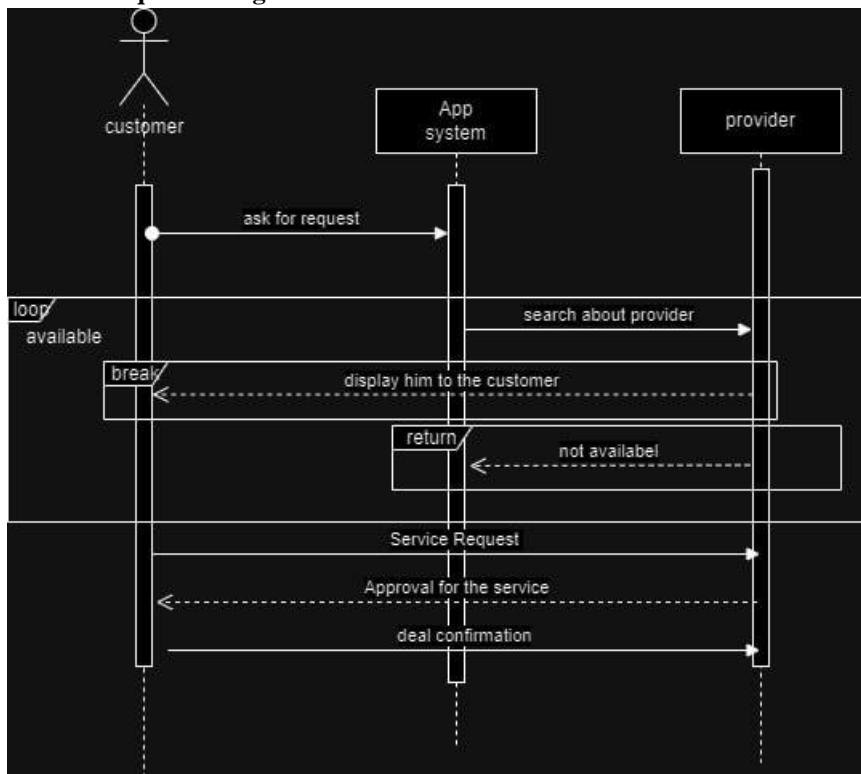 customer
App
system
provider
ask for request
loop
available
search about provider
break
display him to the customer
return
not availabel
Service Request
Approval for the service
deal confirmation